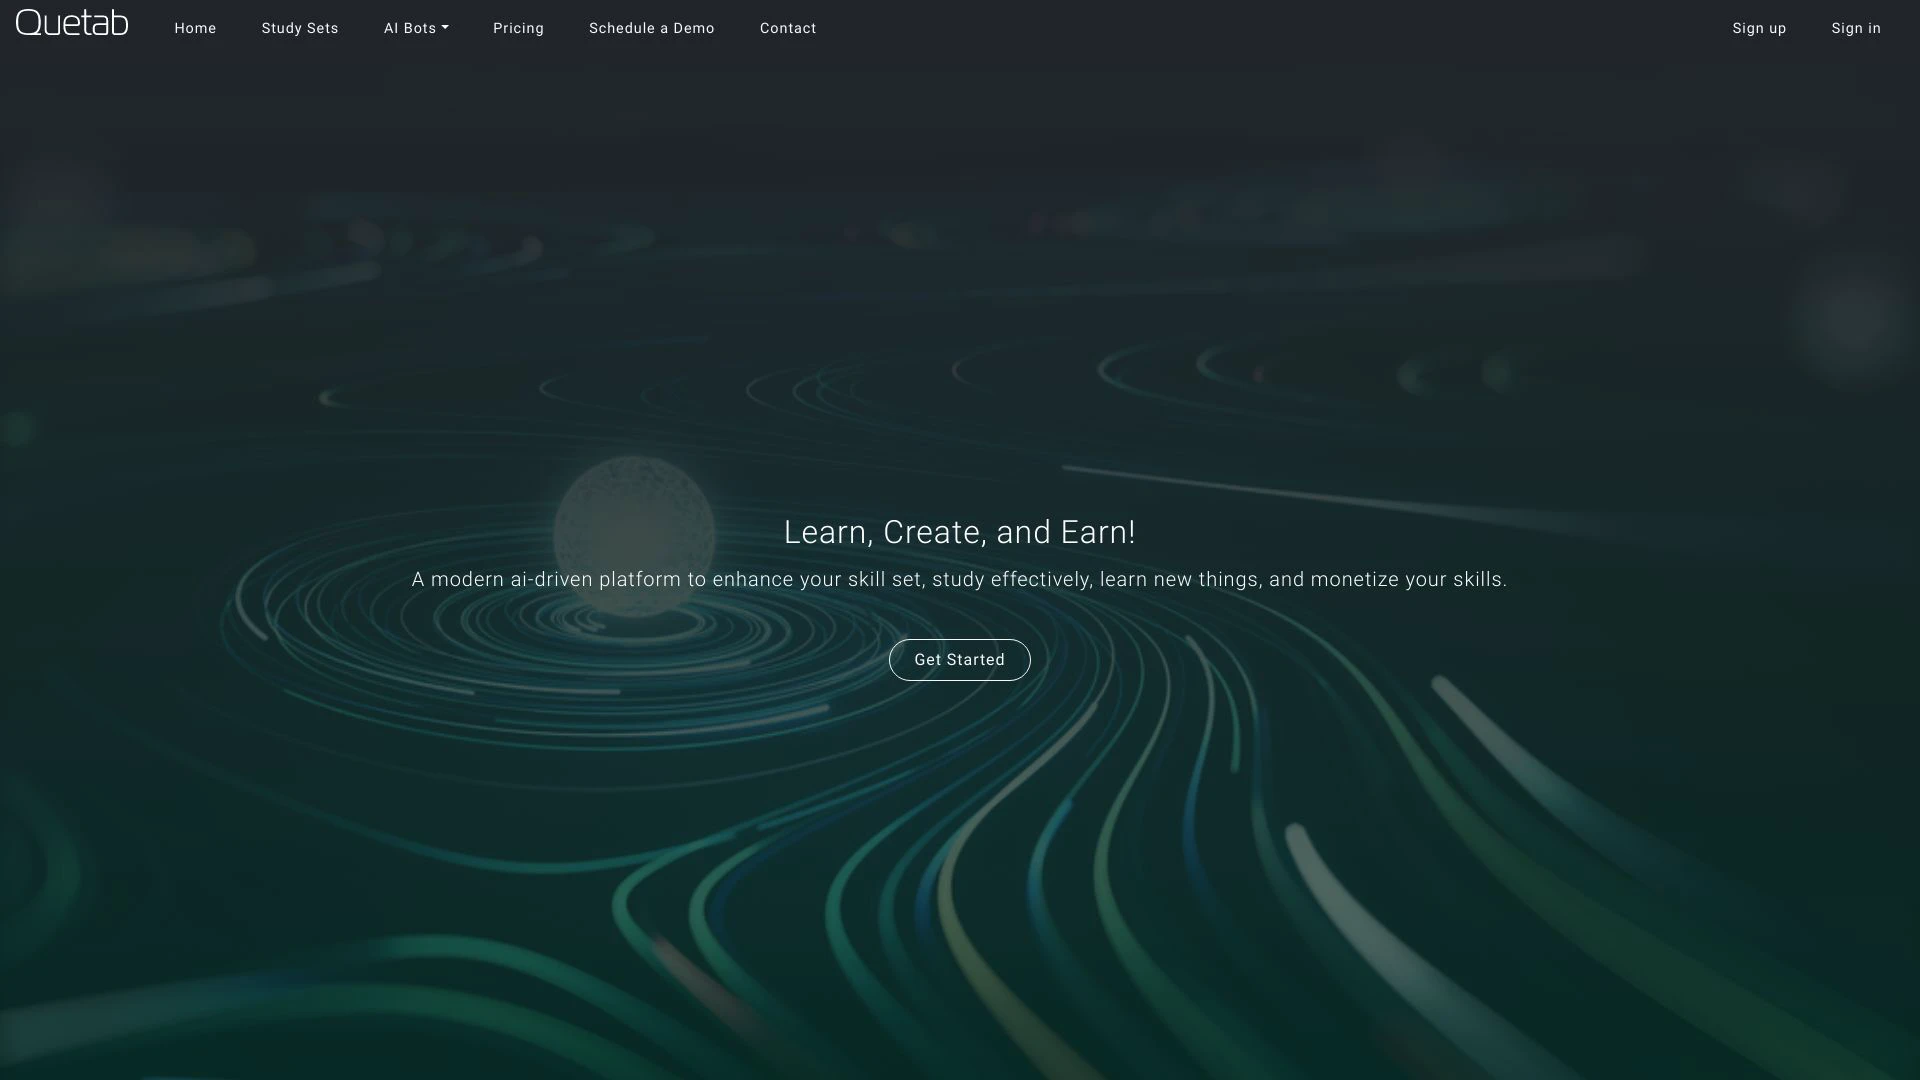 Quetab
Home
Study Sets
AI Bots
Pricing
Schedule a Demo
Contact
Sign up
Sign in
Learn, Create, and Earn!
A modern ai-driven platform to enhance your skill set, study effectively, learn new things, and monetize your skills.
Get Started